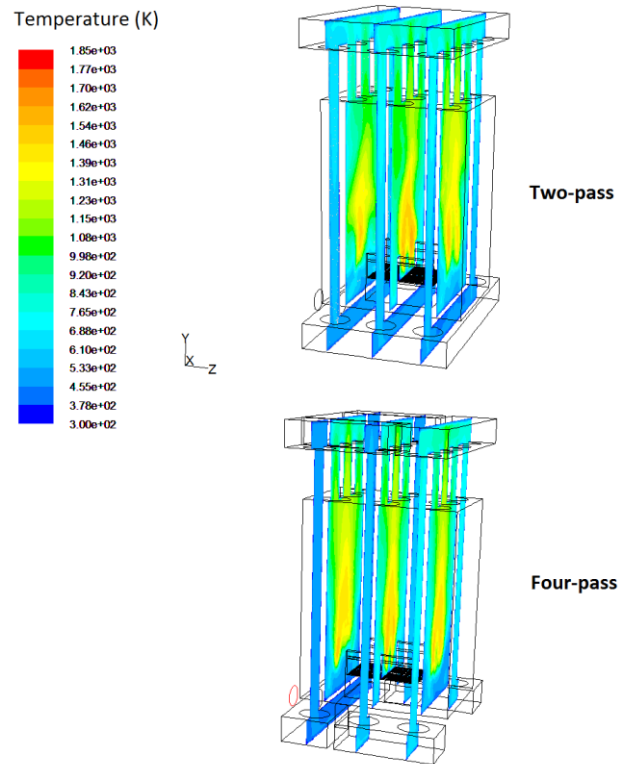 Temperature (K)
1.85e+03
1.77e+03
1.70e+03
1.62e+03
1.54e+03
1.46e+03
1.39e+03
1.31e+03
1.23e+03
1.15e+03
1.08e+03
9.98e+02
9.20e+02
8.43e+02
7.65e+02
6.88e+02
6.10e+02
5.33e+02
4.55e+02
3.78e+02
3.00e+02
Two-pass
Y
X
Z
Four-pass